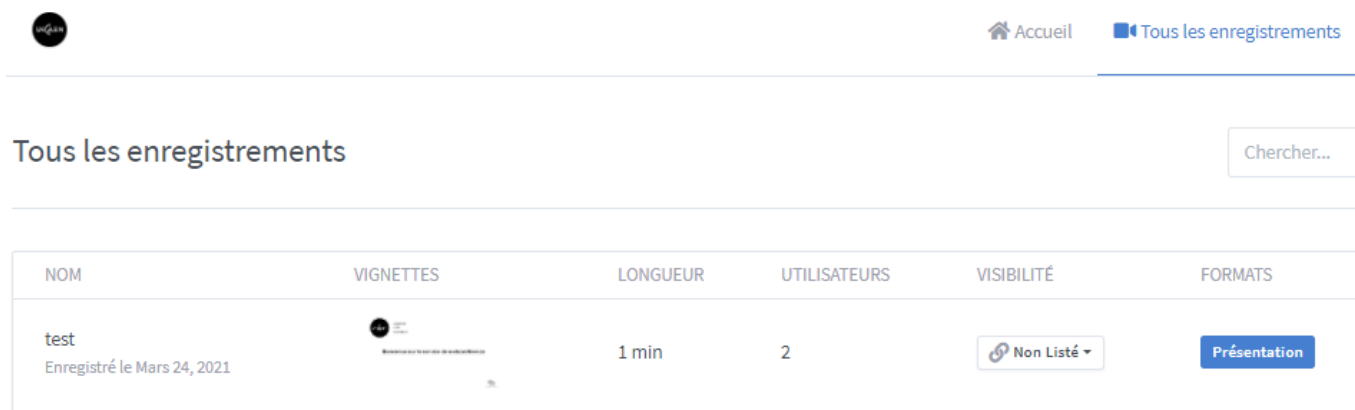 Accueil
Tous les enregistrements
Tous les enregistrements
Chercher...
NOM VIGNETTES LONGUEUR UTILISATEURS VISIBILITÉ FORMATS
test
Enregistré le Mars 24, 2021
1 min 2 Non Listé Présentation